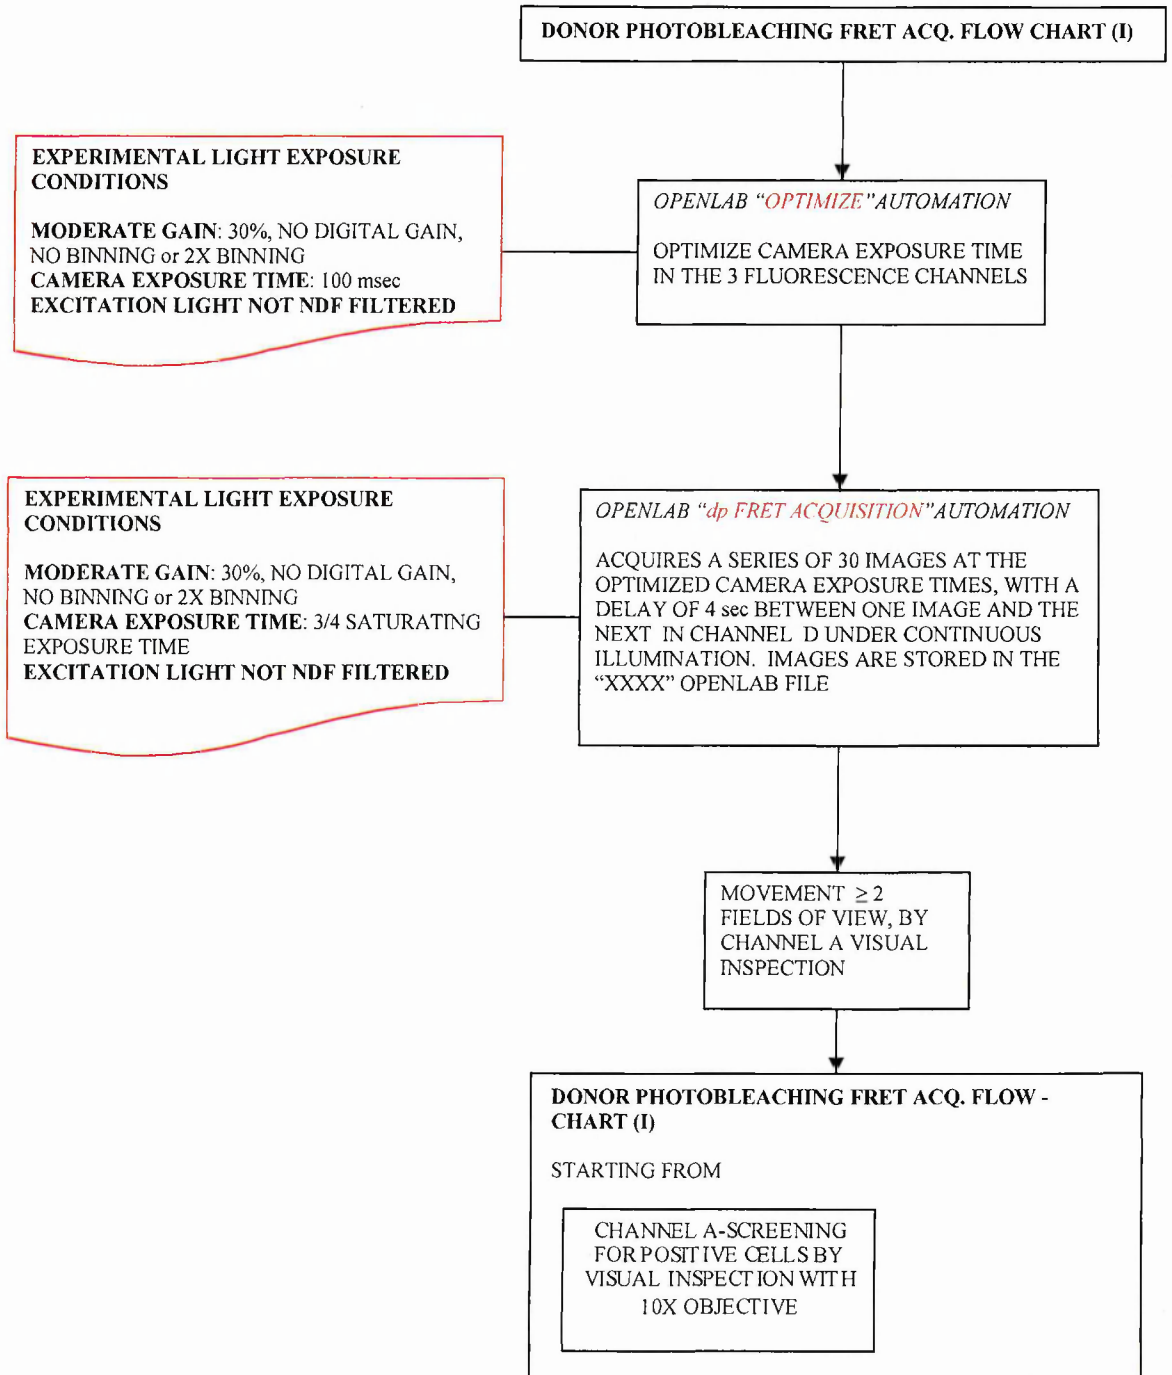 DONOR PHOTOBLEACHING FRET ACQ. FLOW CHART (I)
EXPERIMENTAL LIGHT EXPOSURE
CONDITIONS
MODERATE GAIN: 30%, NO DIGITAL GAIN,
NO BINNING or 2X BINNING
CAMERA EXPOSURE TIME: 100 msec
EXCITATION LIGHT NOT NDF FILTERED
OPENLAB “OPTIMIZE”AUTOMATION
OPTIMIZE CAMERA EXPOSURE TIME
IN THE 3 FLUORESCENCE CHANNELS
EXPERIMENTAL LIGHT EXPOSURE
CONDITIONS
MODERATE GAIN: 30%, NO DIGITAL GAIN,
NO BINNING or 2X BINNING
CAMERA EXPOSURE TIME: 3/4 SATURATING
EXPOSURE TIME
EXCITATION LIGHT NOT NDF FILTERED
OPENLAB “dp FRET ACQUISITION”AUTOMATION
ACQUIRES A SERIES OF 30 IMAGES AT THE
OPTIMIZED CAMERA EXPOSURE TIMES, WITH A
DELAY OF 4 sec BETWEEN ONE IMAGE AND THE
NEXT IN CHANNEL D UNDER CONTINUOUS
ILLUMINATION. IMAGES ARE STORED IN THE
“XXXX” OPENLAB FILE
MOVEMENT ≥ 2
FIELDS OF VIEW, BY
CHANNEL A VISUAL
INSPECTION
DONOR PHOTOBLEACHING FRET ACQ. FLOW -
CHART (I)
STARTING FROM
CHANNEL A-SCREENING
FOR POSITIVE CELLS BY
VISUAL INSPECTION WITH
10X OBJECTIVE